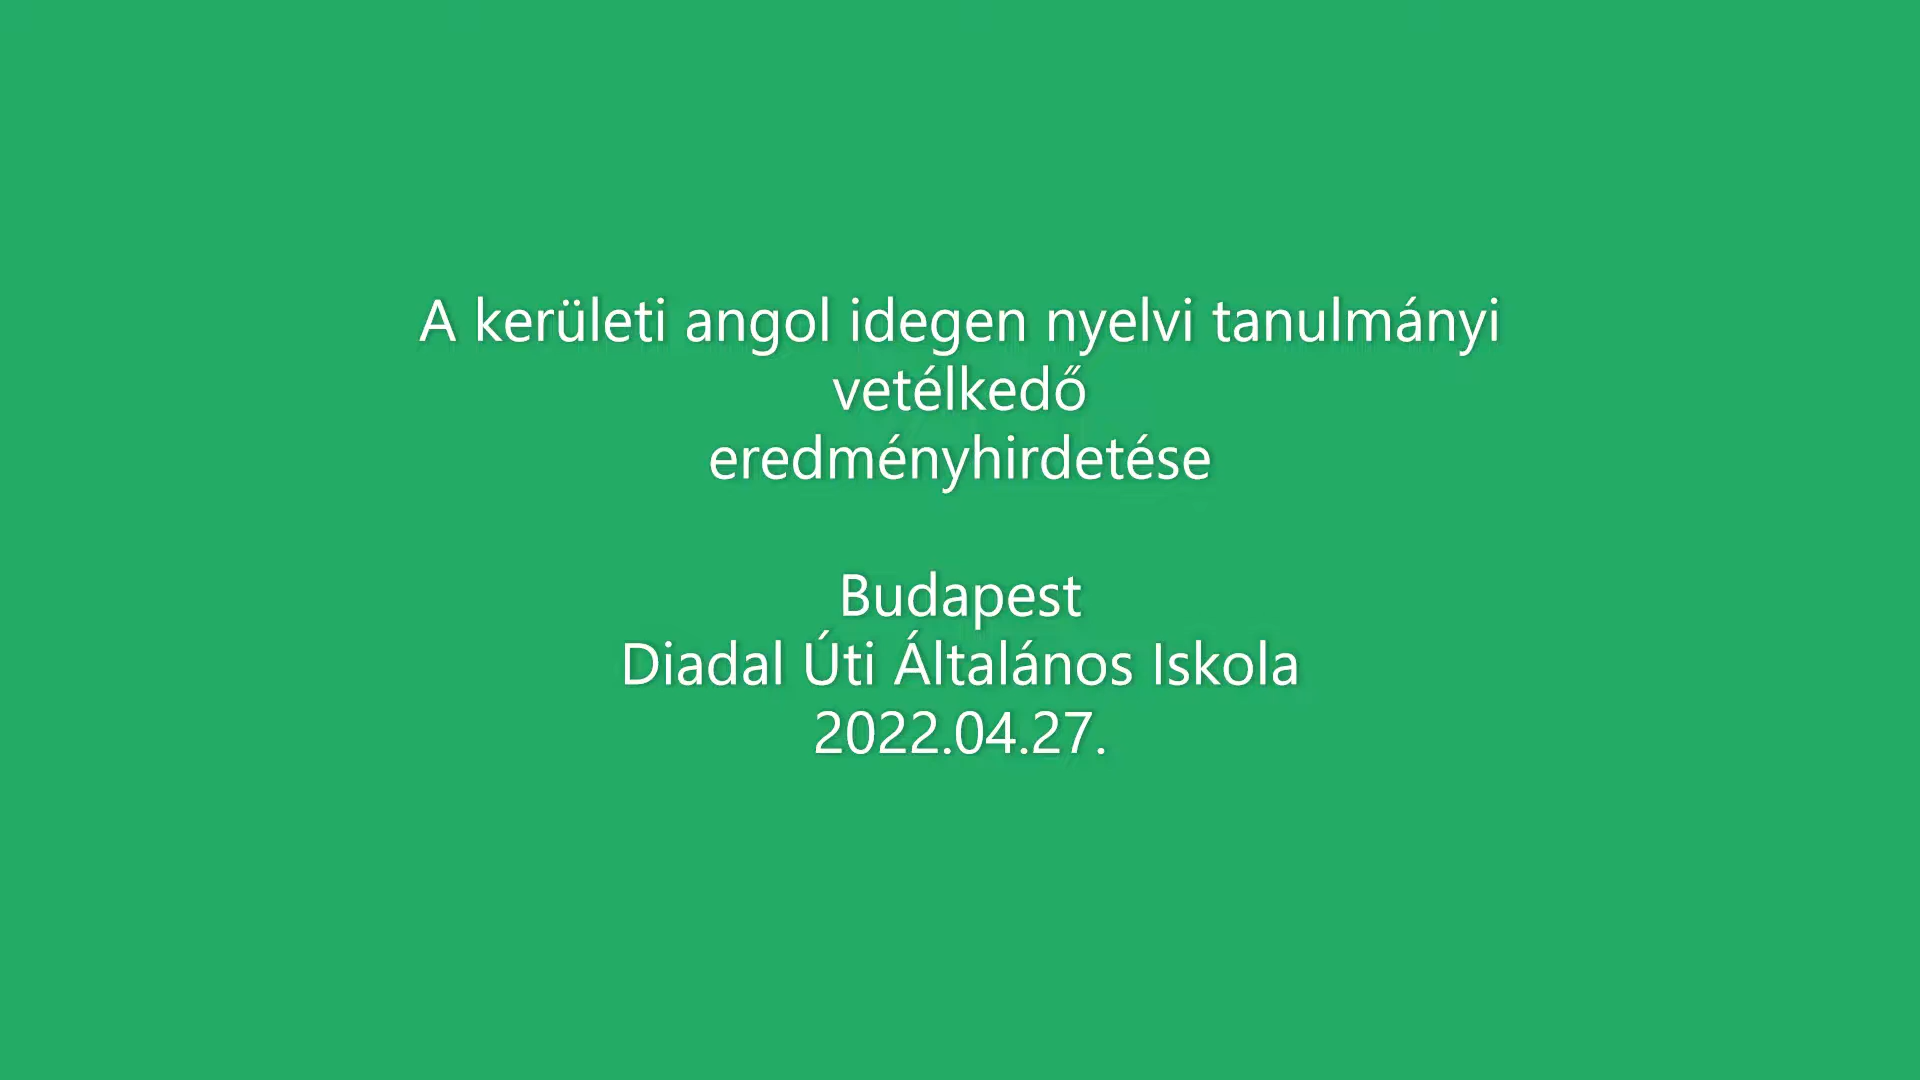 A kerületi angol idegen nyelvi tanulmányi
vetélkedő
eredményhirdetése
Budapest
Diadal Úti Általános Iskola
2022.04.27.